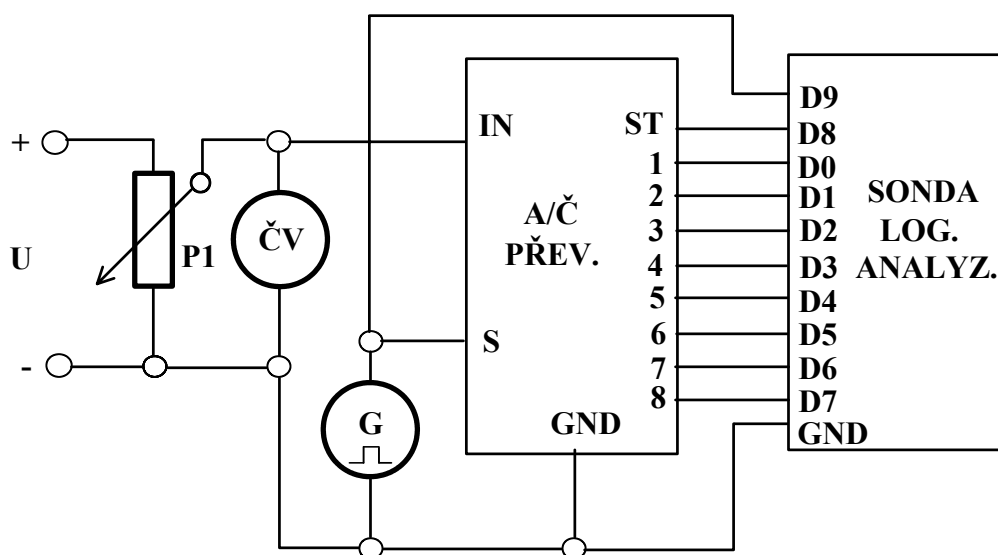 +
-
U
P1
ČV
G
IN
S
A/Č
PŘEV.
GND
ST
1
2
3
4
5
6
7
8
D9
D8
D0
D1
D2
D3
D4
D5
D6
D7
GND
SONDA
LOG.
ANALYZ.